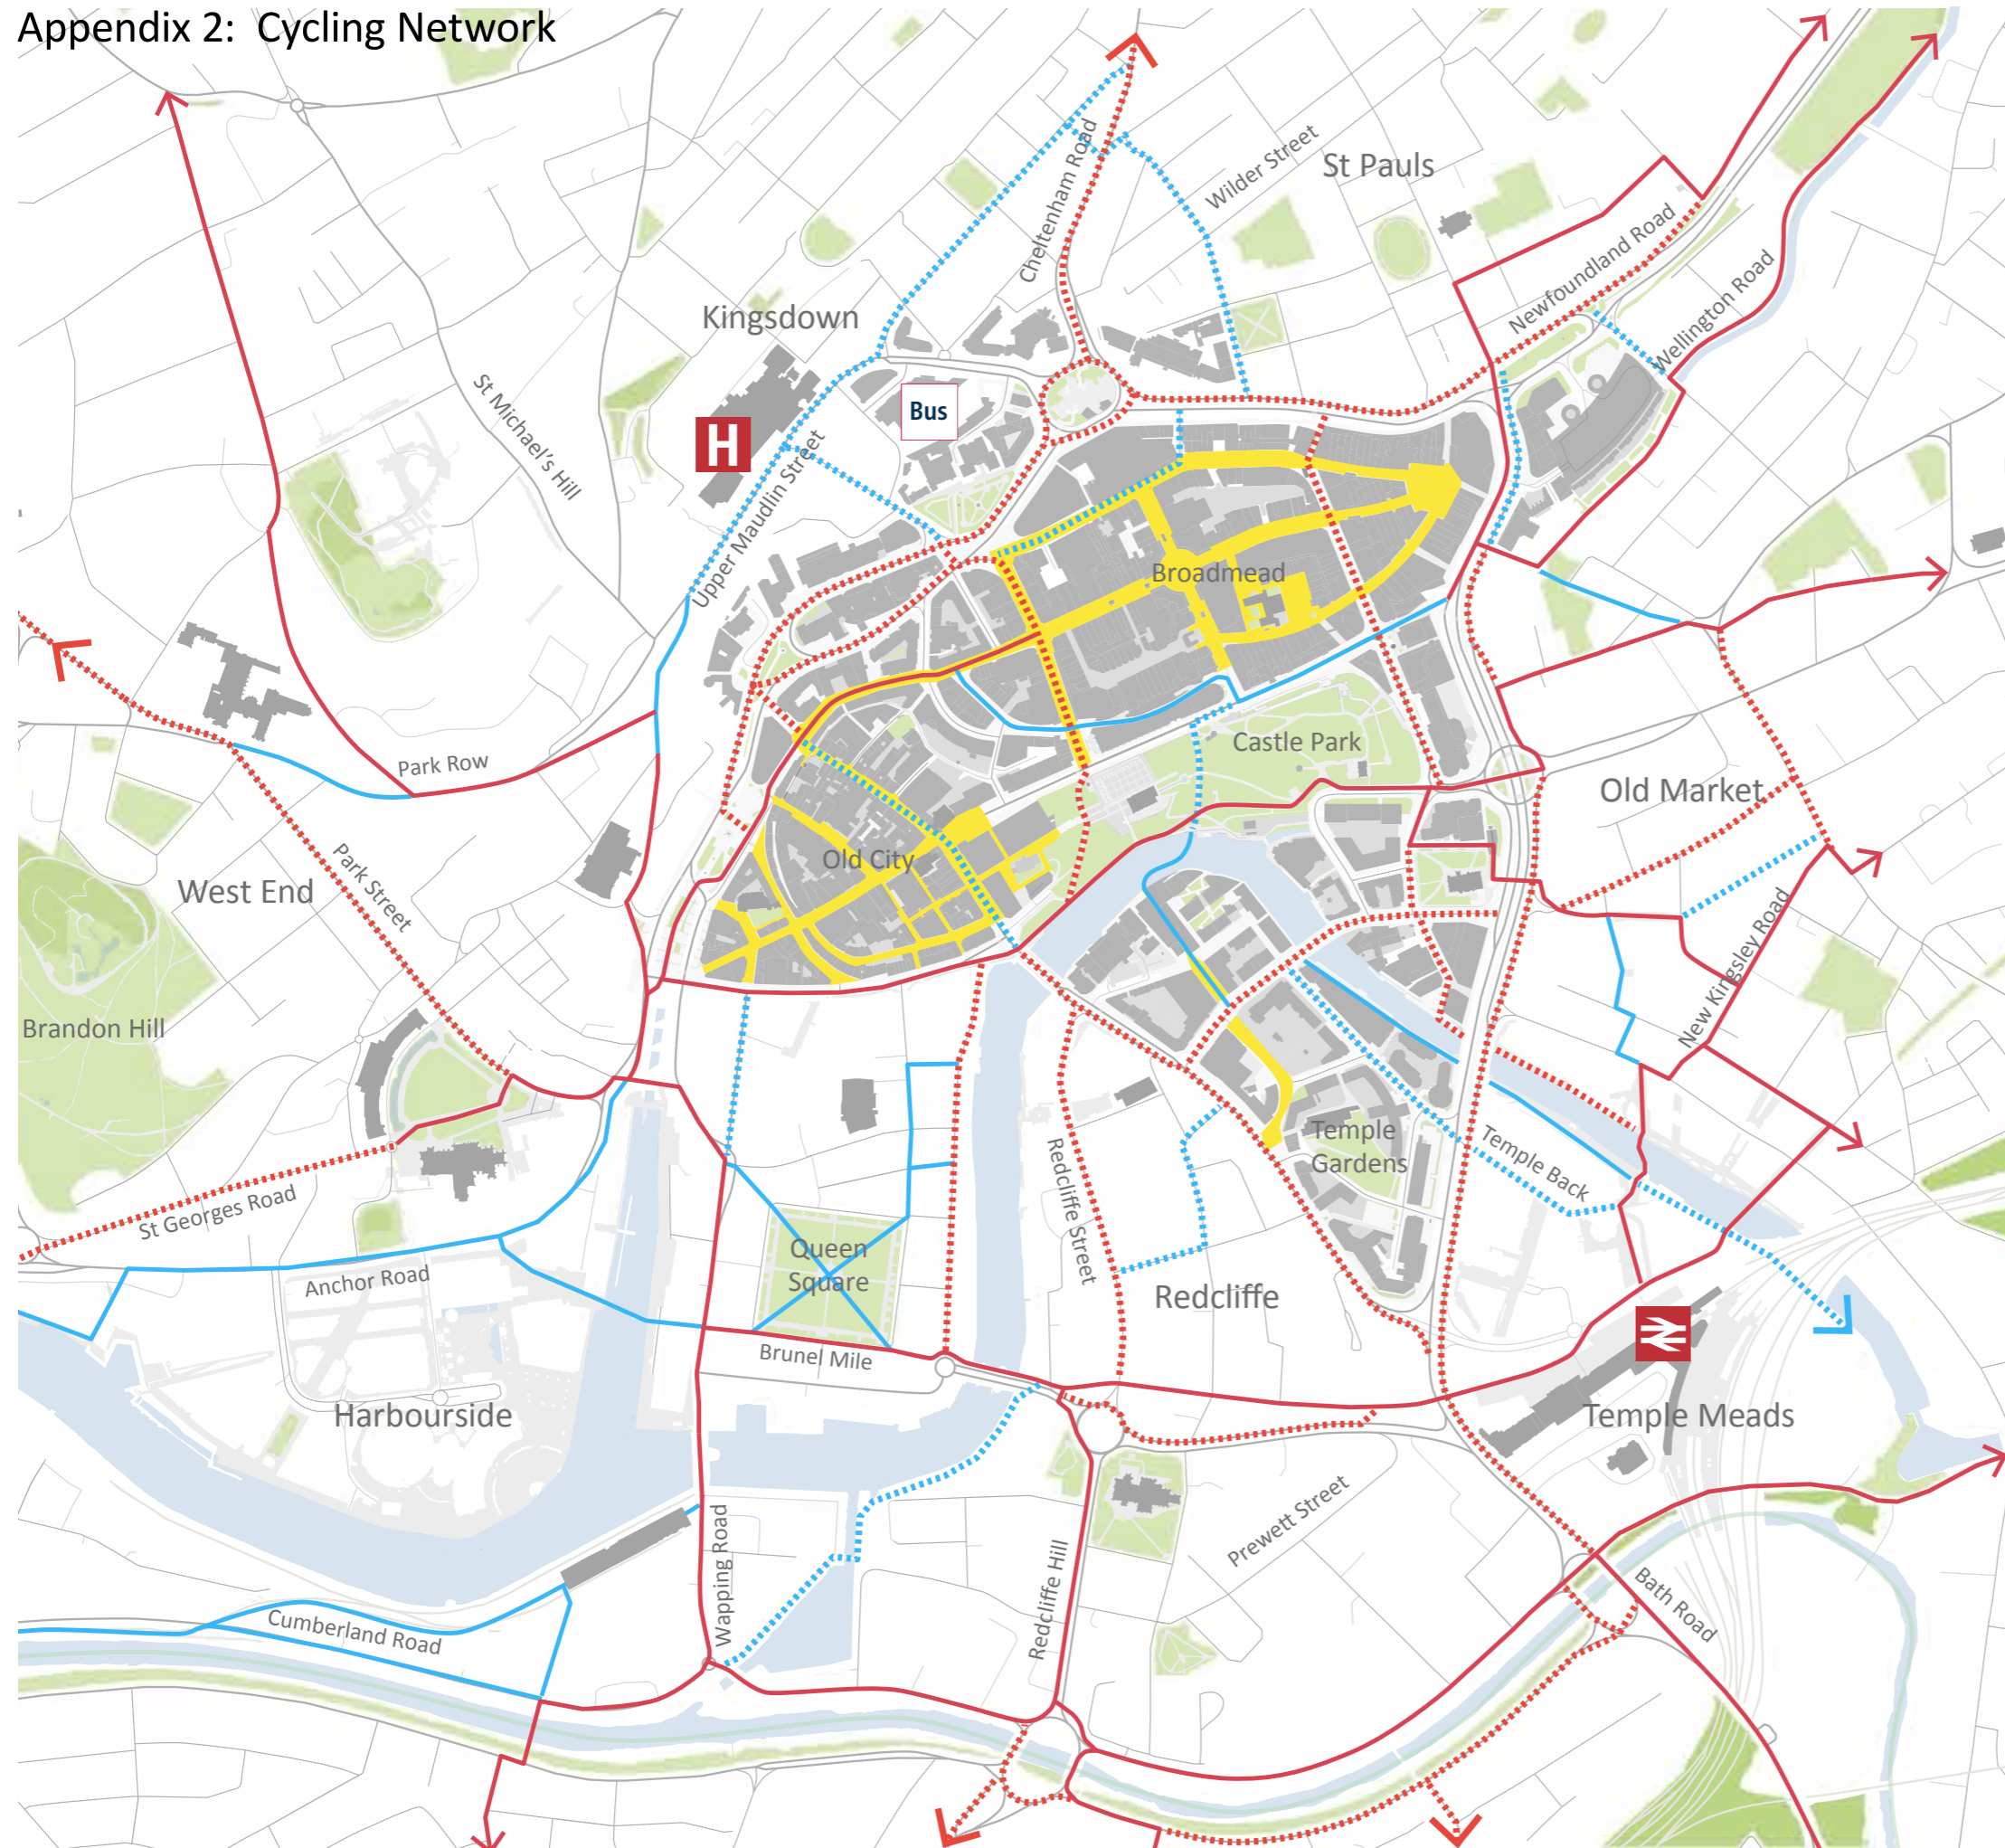 Appendix 2:  Cycling Network
Cheltenham Road
Wilder Street
St Pauls
Newfoundland Road
Wellington Road
Kingsdown
St Michael's Hill
Bus
H
Upper Maudlin Street
Broadmead
Park Row
Castle Park
Old Market
Park Street
West End
Old City
New Kingsley Road
Brandon Hill
Temple
Gardens
Temple Back
Redcliffe Street
St Georges Road
Queen
Square
Anchor Road
Redcliffe
Brunel Mile
Harbourside
Temple Meads
Prewett Street
Wapping Road
Redcliffe Hill
Cumberland Road
Bath Road